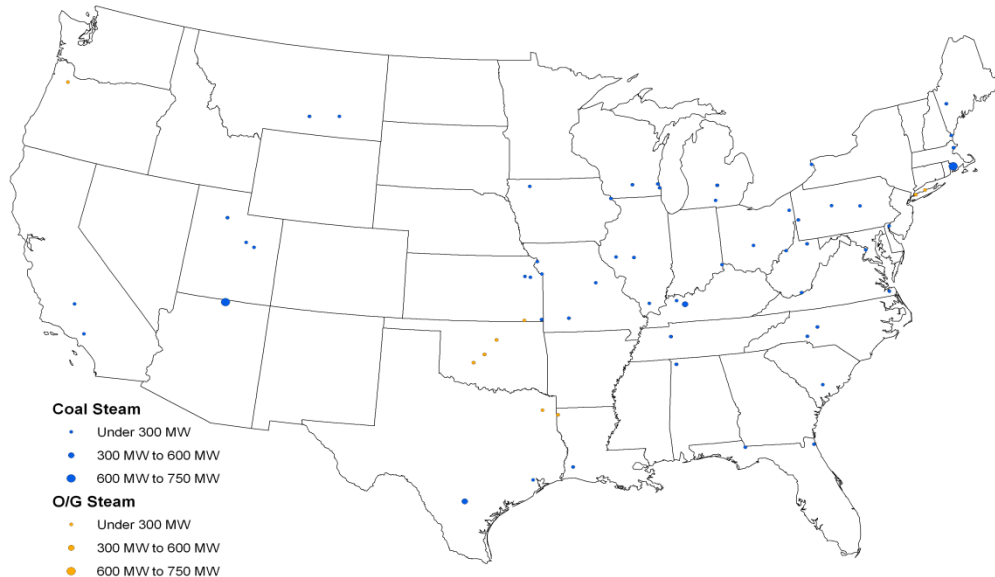 Coal Steam
Under 300 MW
300 MW to 600 MW
600 MW to 750 MW
O/G Steam
Under 300 MW
300 MW to 600 MW
600 MW to 750 MW